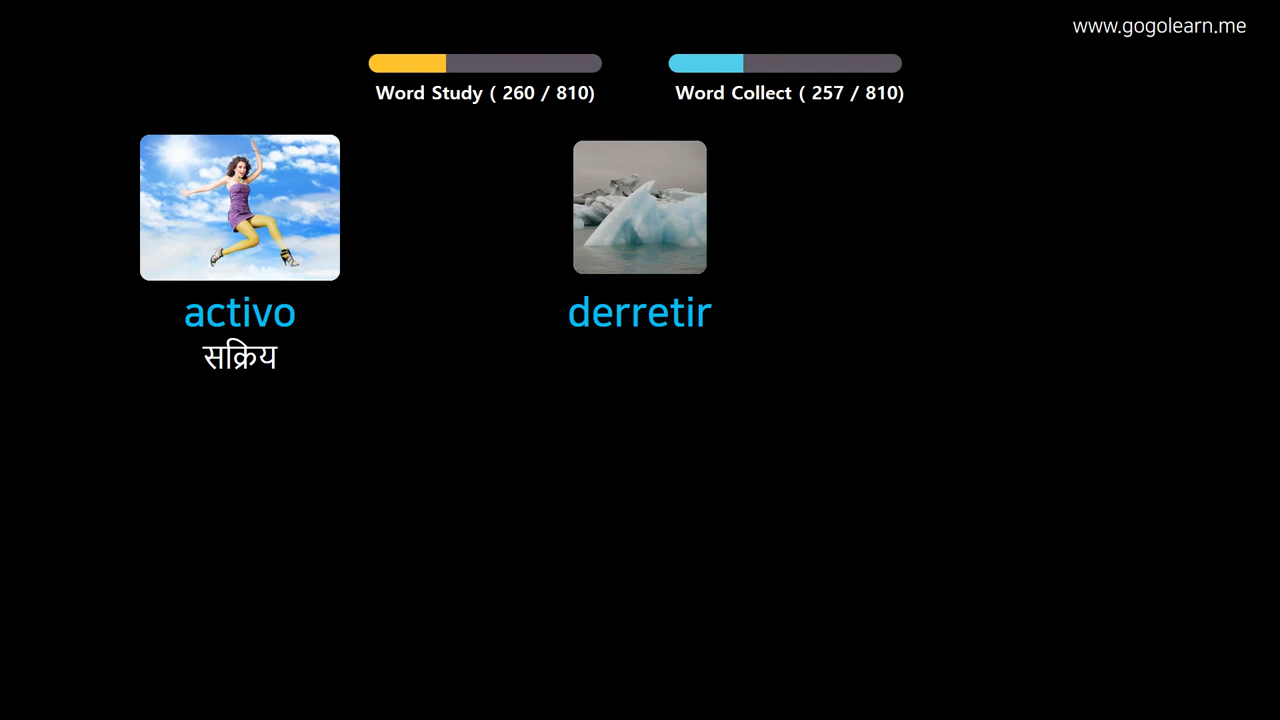 www.gogolearn.me
Word Study ( 260 / 810)
Word Collect ( 257 / 810)
activo
सक्रिय
derretir